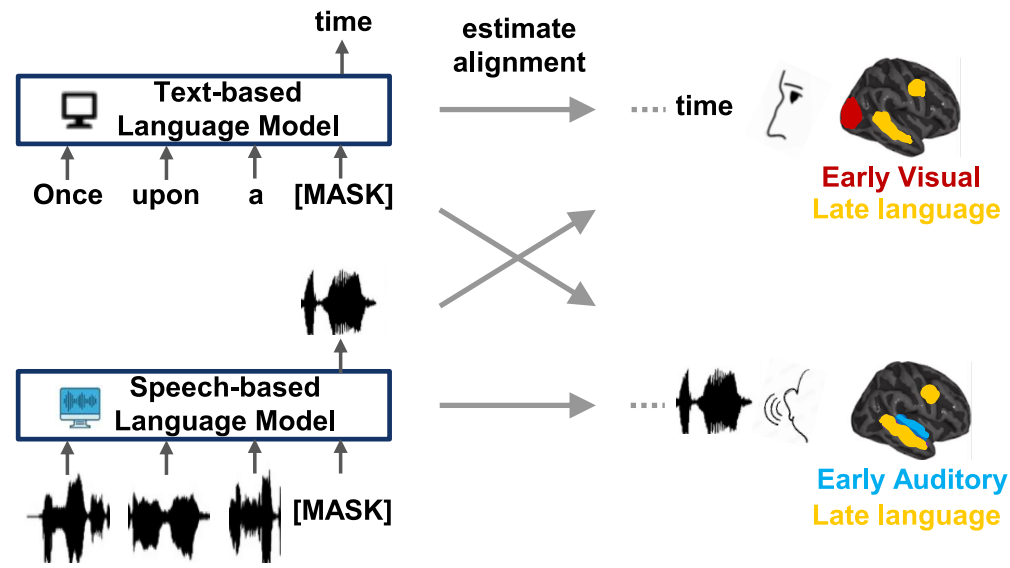 time
estimate
alignment
Text-based
Language Model
time
Once upon a [MASK]
Early Visual
Late language
Speech-based
Language Model
[MASK]
Early Auditory
Late language